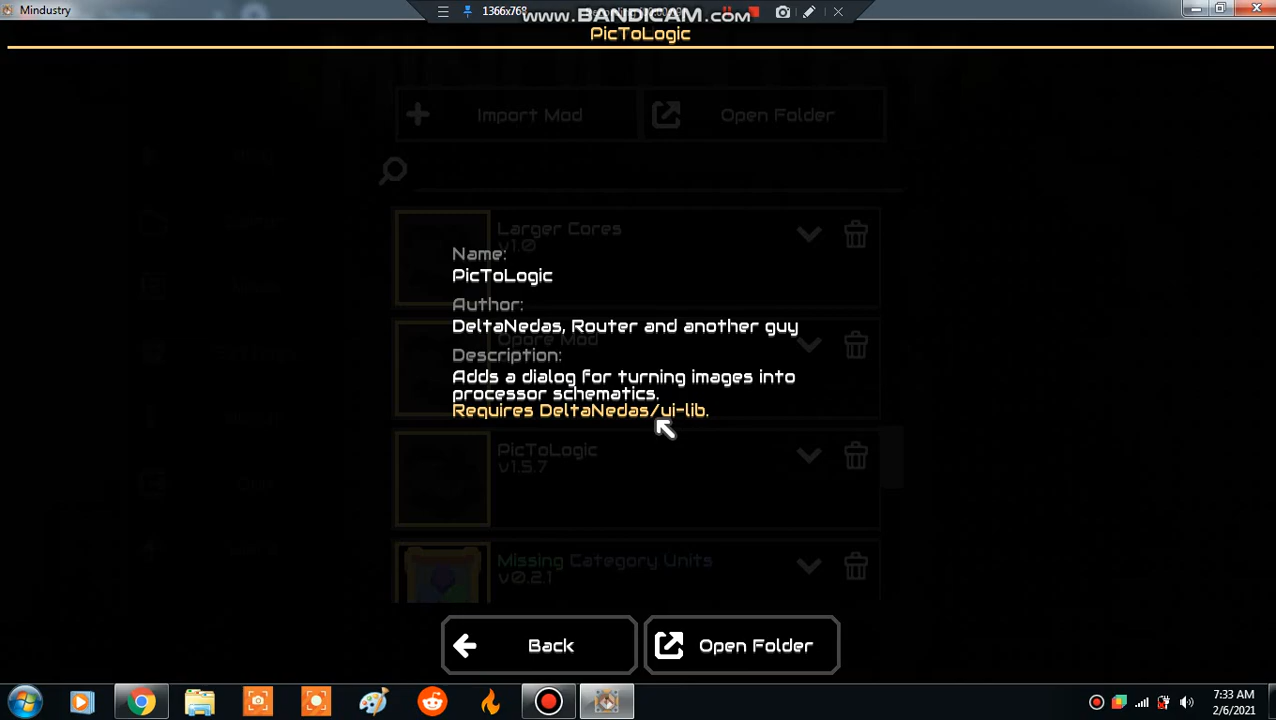 Mindustry
1366x768
www.BANDICAM.com
PicToLogic
Import Mod
Open Folder
Larger Cores
v1.0
Name:
PicToLogic
Author:
DeltaNedas, Router and another guy
Description:
Adds a dialog for turning images into
processor schematics.
Requires DeltaNedas/ui-lib.
PicToLogic
v1.5.7
Missing Category Units
v0.2.1
Back
Open Folder
7:33 AM
2/6/2021